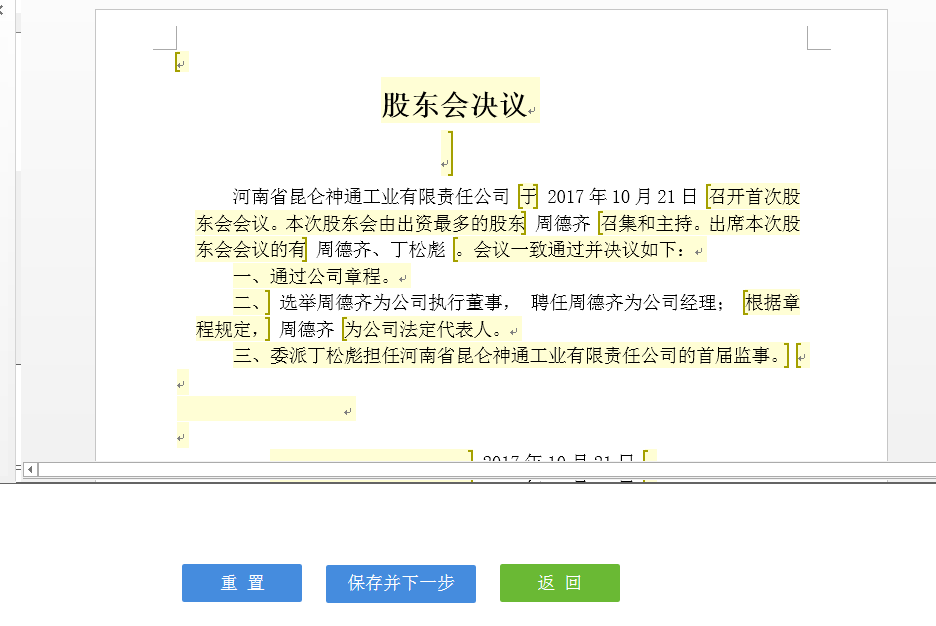 股东会决议
河南省昆仑神通工业有限责任公司 于 2017 年 10 月 21 日 召开首次股
东会会议。本次股东会由出资最多的股东 周德齐 召集和主持。出席本次股
东会会议的有 周德齐、丁松彪 。会议一致通过并决议如下：
一、通过公司章程。
二、 选举周德齐为公司执行董事， 聘任周德齐为公司经理； 根据章
程规定， 周德齐 为公司法定代表人。
三、委派丁松彪担任河南省昆仑神通工业有限责任公司的首届监事。
2017 年 10 月 21 日
重 置 保存并下一步 返 回